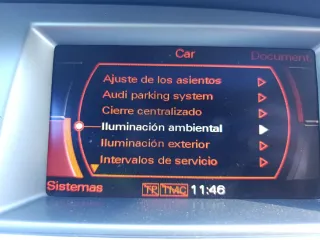 Car
Document
Ajuste de los asientos
Audi parking system
Cierre centralizado
Iluminación ambiental
Iluminación exterior
Intervalos de servicio
Sistemas
TP TMC 11:46